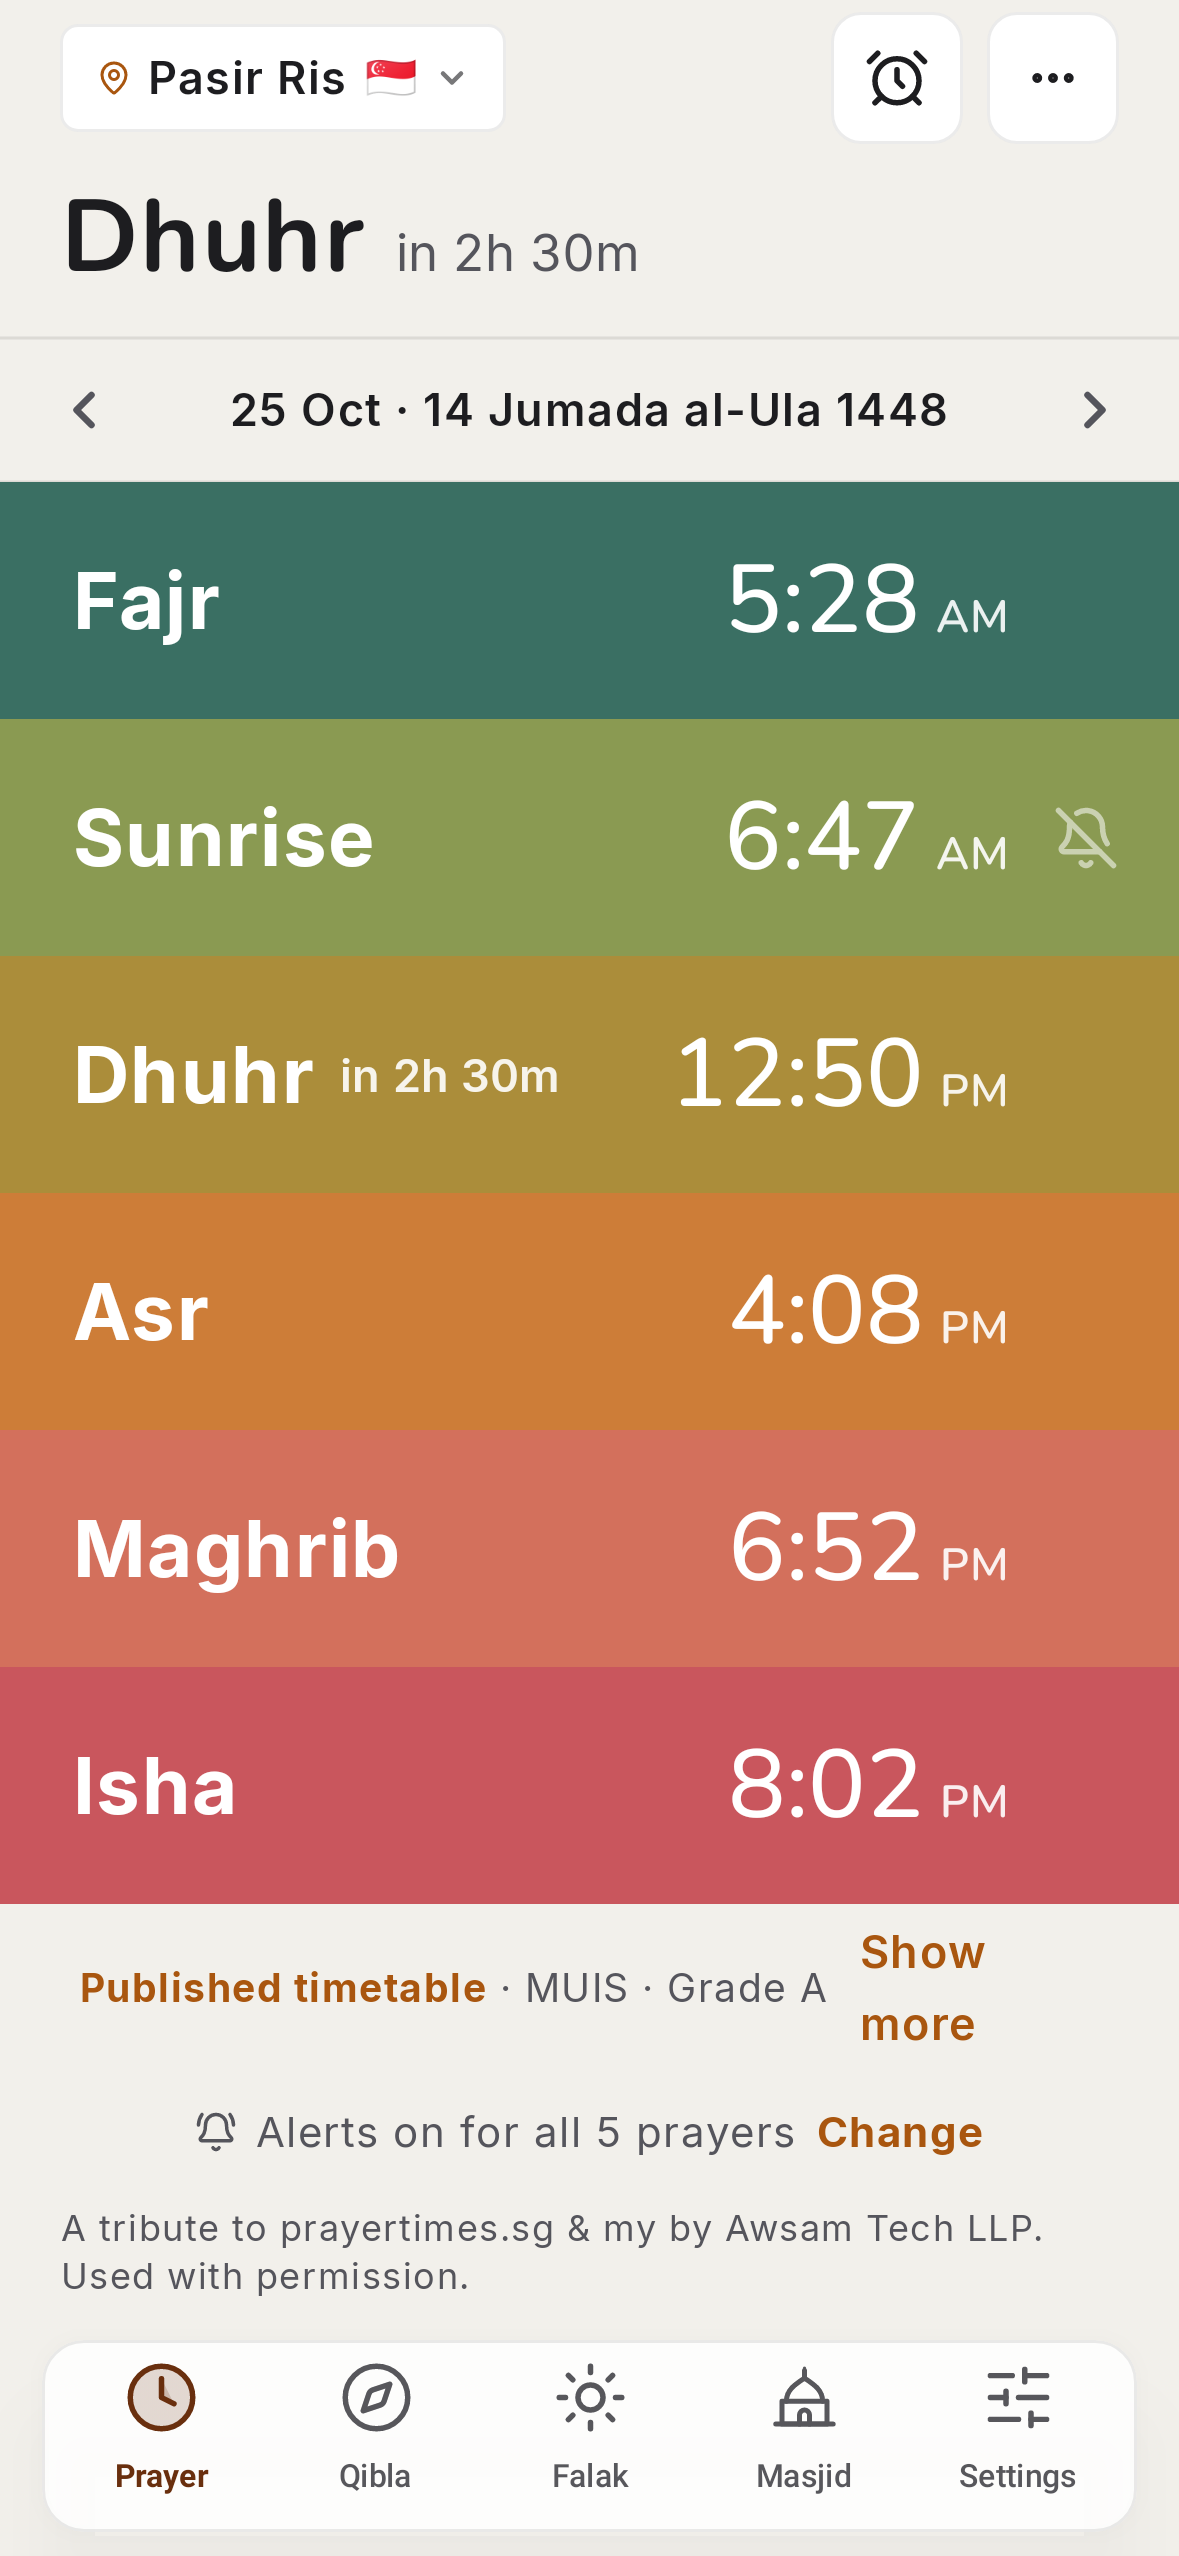 Pasir Ris 🇸🇬
Dhuhr in 2h 30m
25 Oct · 14 Jumada al-Ula 1448
Fajr 5:28 AM
Sunrise 6:47 AM
Dhuhr in 2h 30m 12:50 PM
Asr 4:08 PM
Maghrib 6:52 PM
Isha 8:02 PM
Published timetable · MUIS · Grade A Show
more
Alerts on for all 5 prayers Change
A tribute to prayertimes.sg & my by Awsam Tech LLP.
Used with permission.
Prayer Qibla Falak Masjid Settings